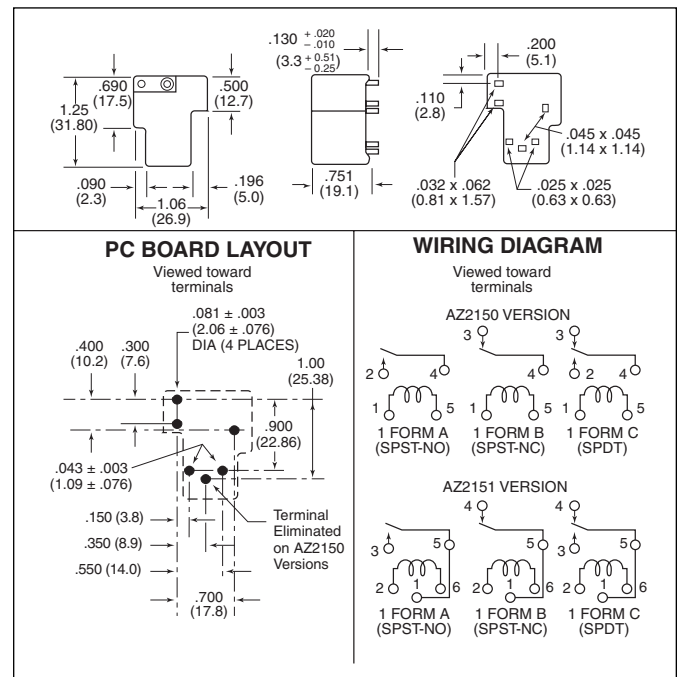 .690
(17.5)
1.25
(31.80)
.500
(12.7)
.090
(2.3)
1.06
(26.9)
.196
(5.0)
.130 + .020 - .010
(3.3 + 0.51 - 0.25)
.751
(19.1)
.200
(5.1)
.110
(2.8)
.045 x .045
(1.14 x 1.14)
.032 x .062
(0.81 x 1.57)
.025 x .025
(0.63 x 0.63)
PC BOARD LAYOUT
Viewed toward
terminals
.081 ± .003
(2.06 ± .076)
DIA (4 PLACES)
.400
(10.2)
.300
(7.6)
1.00
(25.38)
.900
(22.86)
.043 ± .003
(1.09 ± .076)
.150 (3.8)
.350 (8.9)
.550 (14.0)
.700
(17.8)
Terminal
Eliminated
on AZ2150
Versions
WIRING DIAGRAM
Viewed toward
terminals
AZ2150 VERSION
3 3
2 4 4 2 4
1 5 1 5 1 5
1 FORM A 1 FORM B 1 FORM C
(SPST-NO) (SPST-NC) (SPDT)
AZ2151 VERSION
4 4
3 5 5 3 5
2 1 6 2 1 6 2 1 6
1 FORM A 1 FORM B 1 FORM C
(SPST-NO) (SPST-NC) (SPDT)